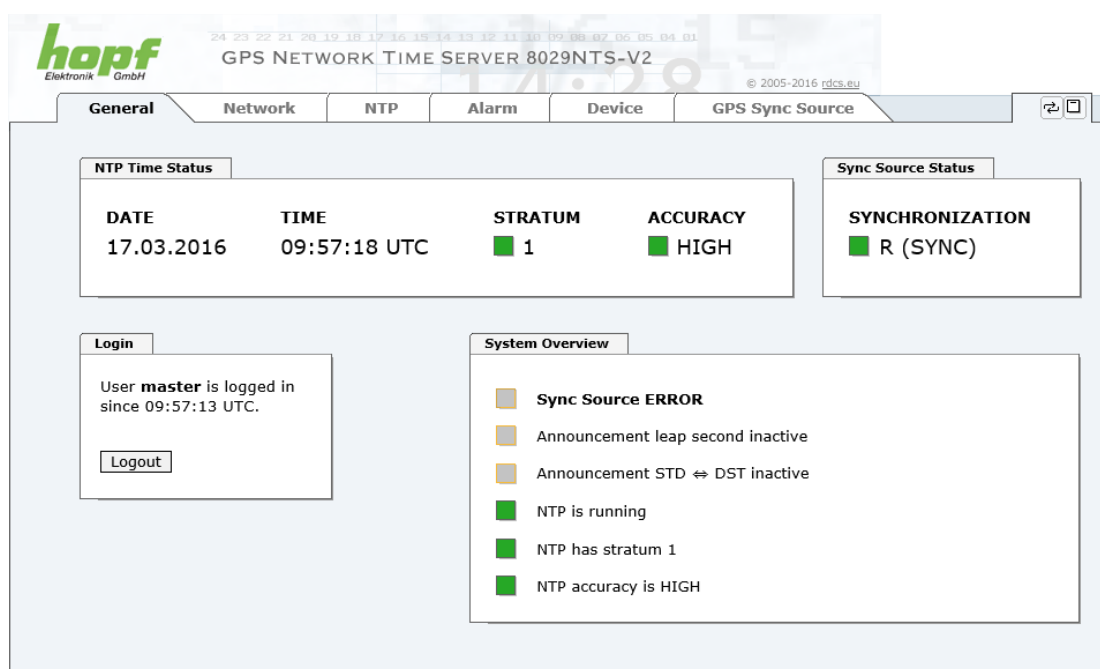 hopf
Elektronik GmbH
24 23 22 21 20 19 18 17 16 15 14 13 12 11 10 09 08 07 06 05 04 01
GPS NETWORK TIME SERVER 8029NTS-V2
14:28
© 2005-2016 rdcs.eu
General Network NTP Alarm Device GPS Sync Source
NTP Time Status
DATE TIME STRATUM ACCURACY
17.03.2016 09:57:18 UTC 1 HIGH
Sync Source Status
SYNCHRONIZATION
R (SYNC)
Login
User master is logged in
since 09:57:13 UTC.
Logout
System Overview
Sync Source ERROR
Announcement leap second inactive
Announcement STD ⇔ DST inactive
NTP is running
NTP has stratum 1
NTP accuracy is HIGH